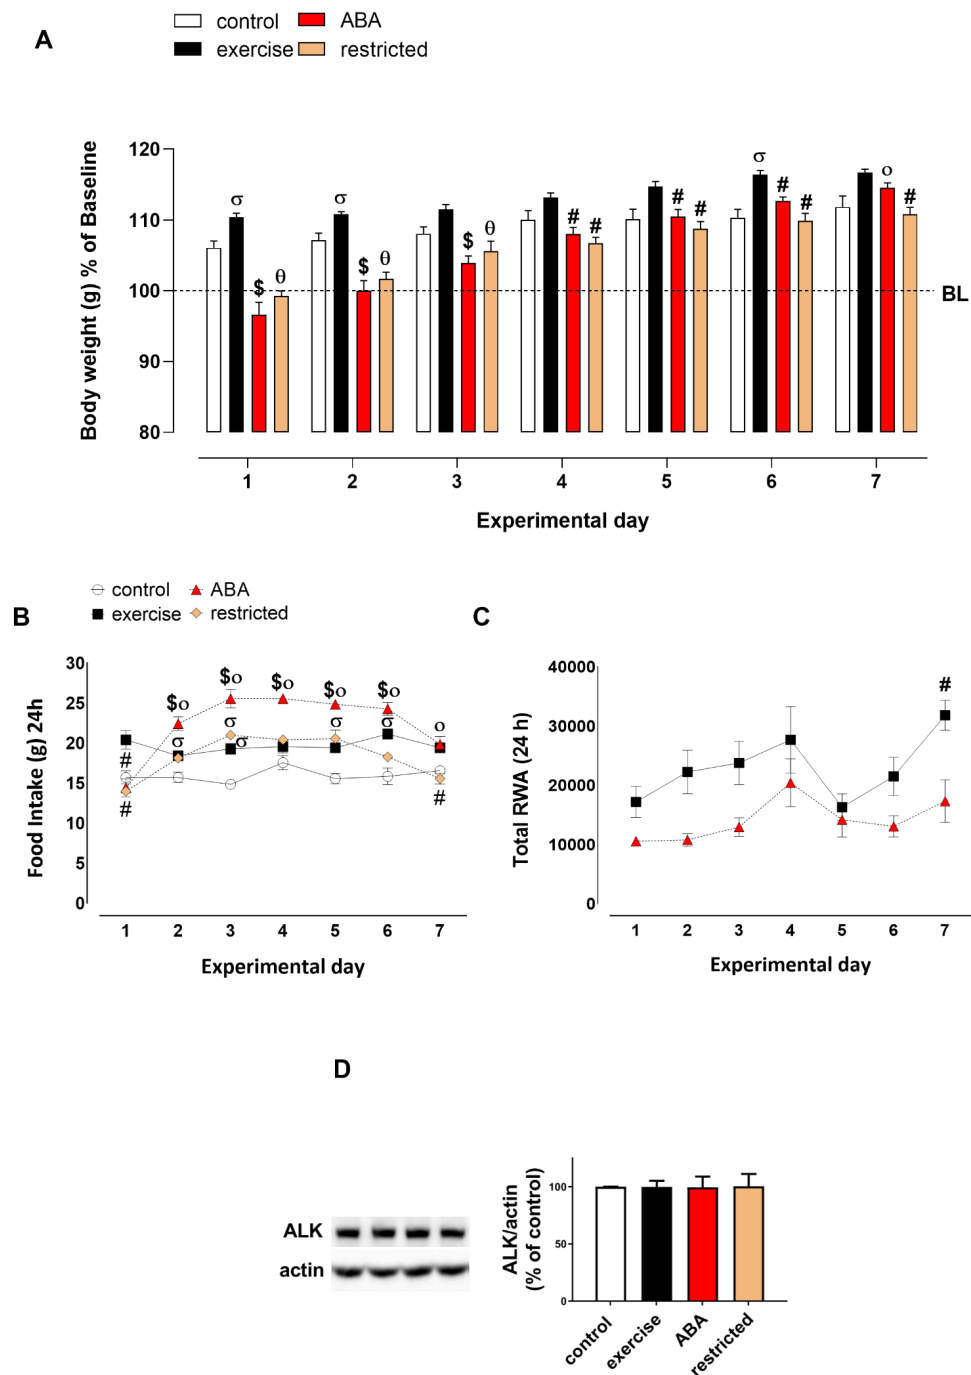 A
control ABA
exercise restricted
Body weight (g) % of Baseline
120
110
100
90
80
σ $ θ
σ $ θ
$ θ
# #
# #
σ # #
o #
BL
1 2 3 4 5 6 7
Experimental day
B
control ABA
exercise restricted
Food Intake (g) 24h
30
25
20
15
10
5
0
$o $o $o $o $o o
σ σ σ σ σ
# # #
1 2 3 4 5 6 7
Experimental day
C
Total RWA (24 h)
40000
30000
20000
10000
0
#
1 2 3 4 5 6 7
Experimental day
D
ALK
actin
ALK/actin
(% of control)
100
50
0
control exercise ABA restricted